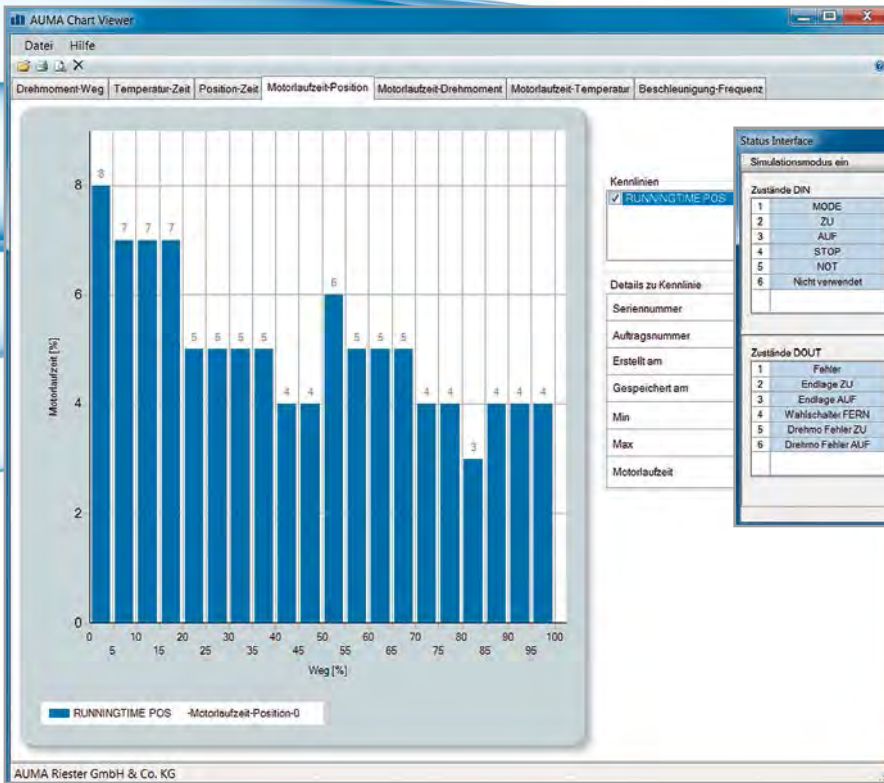 AUMA Chart Viewer
Datei Hilfe
Drehmoment-Weg Temperatur-Zeit Position-Zeit Motorlaufzeit-Position Motorlaufzeit-Drehmoment Motorlaufzeit-Temperatur Beschleunigung-Frequenz
8
6
4
2
0
Motorlaufzeit [%]
8 7 7 7 5 5 5 5 4 4 6 5 5 5 4 4 3 4 4 4
0 10 20 30 40 50 60 70 80 90 100
5 15 25 35 45 55 65 75 85 95
Weg [%]
RUNNINGTIME POS -Motorlaufzeit-Position-0
Kennlinien
RUNNINGTIME POS
Details zu Kennlinie
Seriennummer
Auftragsnummer
Erstellt am
Gespeichert am
Min
Max
Motorlaufzeit
Status Interface
Simulationsmodus ein
Zustände DIN
1 MODE
2 ZU
3 AUF
4 STOP
5 NOT
6 Nicht verwendet
Zustände DOUT
1 Fehler
2 Endlage ZU
3 Endlage AUF
4 Wahlschalter FERN
5 Drehmo Fehler ZU
6 Drehmo Fehler AUF
AUMA Riester GmbH & Co. KG